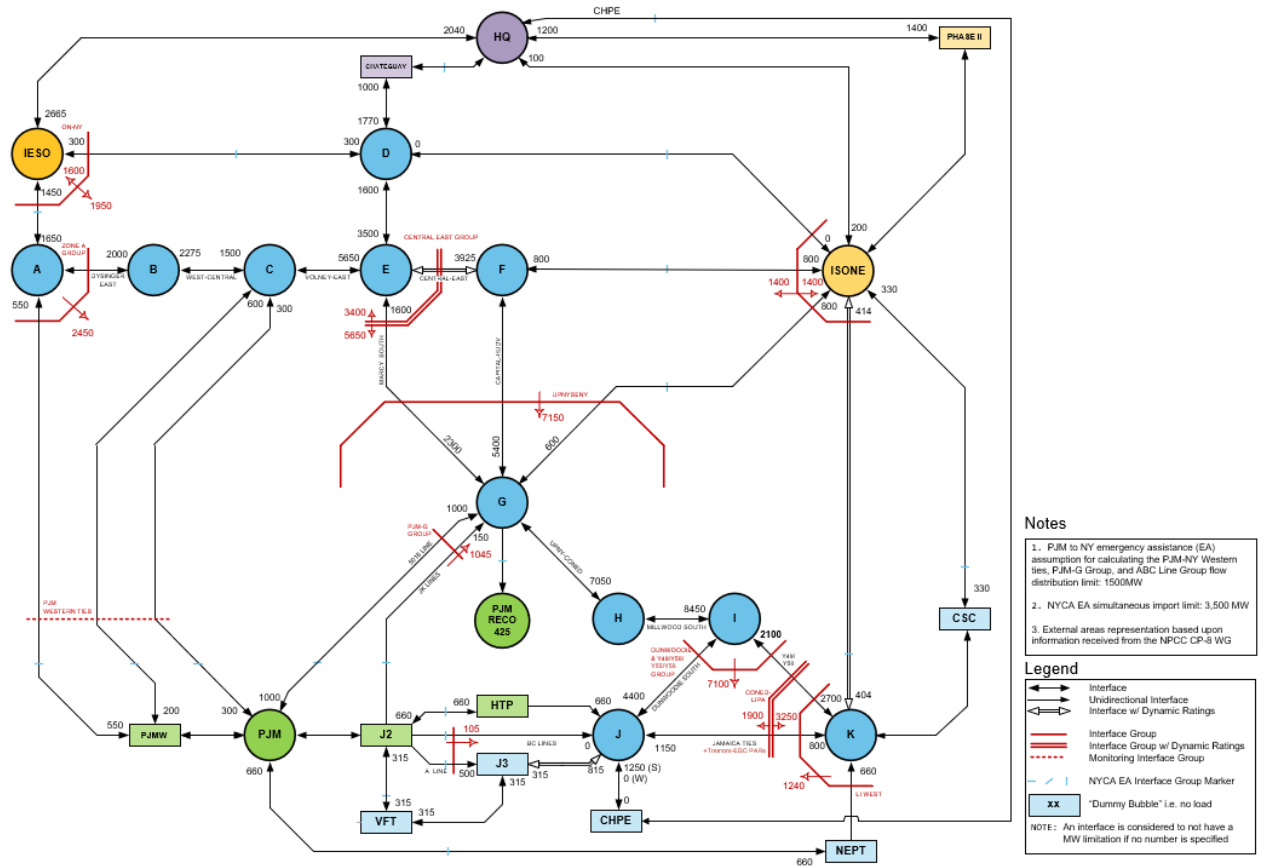 CHPE
2040
HQ
1200
1400
PHASE II
100
CHATEGUAY
1000
2665
ON-NY
1770
IESO
300
300
D
0
1600
1450
1950
1600
1650
ZONE A
GROUP
3500
CENTRAL EAST GROUP
0
200
A
2000
B
2275
1500
C
5650
E
3925
F
800
800
ISONE
DYSINGER
EAST
WEST-CENTRAL
VOLNEY-EAST
CENTRAL-EAST
1400
1400
330
550
600
300
3400
1600
800
414
2450
5650
MARCY SOUTH
CAPITAL-HUDV
UPNYSENY
7150
2300
5400
600
G
1000
150
PJM-G
GROUP
1045
5018 LINE
JK LINES
UPNY-CONED
PJM
WESTERN TIES
PJM
RECO
425
7050
H
8450
I
MILLWOOD SOUTH
2100
330
CSC
DUNWOODIE
& Y49/Y50/
Y55/Y56
GROUP
7100
DUNWOODIE SOUTH
Y49/
Y50
CONED-
LIPA
1000
200
300
660
HTP
660
4400
1900
3250
2700
404
550
PJMW
PJM
J2
660
105
BC LINES
0
J
1150
JAMAICA TIES
800
K
660
315
A LINE
500
J3
315
815
1250 (S)
0 (W)
1240
LI WEST
660
315
315
0
VFT
315
CHPE
660
NEPT
Notes
1. PJM to NY emergency assistance (EA)
assumption for calculating the PJM-NY Western
ties, PJM-G Group, and ABC Line Group flow
distribution limit: 1500MW
2. NYCA EA simultaneous import limit: 3,500 MW
3. External areas representation based upon
information received from the NPCC CP-8 WG
Legend
Interface
Unidirectional Interface
Interface w/ Dynamic Ratings
Interface Group
Interface Group w/ Dynamic Ratings
Monitoring Interface Group
NYCA EA Interface Group Marker
xx
"Dummy Bubble" i.e. no load
NOTE: An interface is considered to not have a
MW limitation if no number is specified